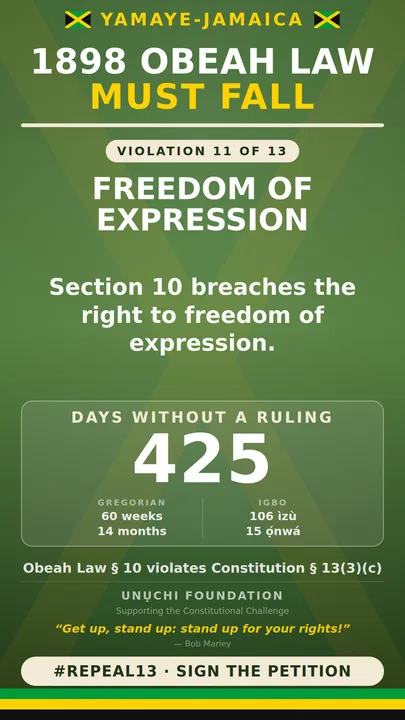 YAMAYE-JAMAICA
1898 OBEAH LAW
MUST FALL
VIOLATION 11 OF 13
FREEDOM OF
EXPRESSION
Section 10 breaches the
right to freedom of
expression.
DAYS WITHOUT A RULING
425
GREGORIAN
60 weeks
14 months
IGBO
106 ìzù
15 ọ́nwá
Obeah Law § 10 violates Constitution § 13(3)(c)
UNỤCHI FOUNDATION
Supporting the Constitutional Challenge
“Get up, stand up: stand up for your rights!”
— Bob Marley
#REPEAL13 · SIGN THE PETITION